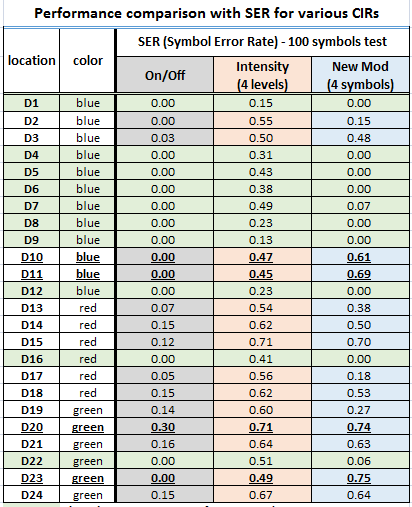 Performance comparison with SER for various CIRs
location color SER (Symbol Error Rate) - 100 symbols test
On/Off Intensity (4 levels) New Mod (4 symbols)
D1 blue 0.00 0.15 0.00
D2 blue 0.00 0.55 0.15
D3 blue 0.03 0.50 0.48
D4 blue 0.00 0.31 0.00
D5 blue 0.00 0.43 0.00
D6 blue 0.00 0.38 0.00
D7 blue 0.00 0.49 0.07
D8 blue 0.00 0.23 0.00
D9 blue 0.00 0.13 0.00
D10 blue 0.00 0.47 0.61
D11 blue 0.00 0.45 0.69
D12 blue 0.00 0.23 0.00
D13 red 0.07 0.54 0.38
D14 red 0.15 0.62 0.50
D15 red 0.12 0.71 0.70
D16 red 0.00 0.41 0.00
D17 red 0.05 0.56 0.18
D18 red 0.15 0.62 0.53
D19 green 0.14 0.60 0.27
D20 green 0.30 0.71 0.74
D21 green 0.16 0.64 0.63
D22 green 0.00 0.51 0.06
D23 green 0.00 0.49 0.75
D24 green 0.15 0.67 0.64